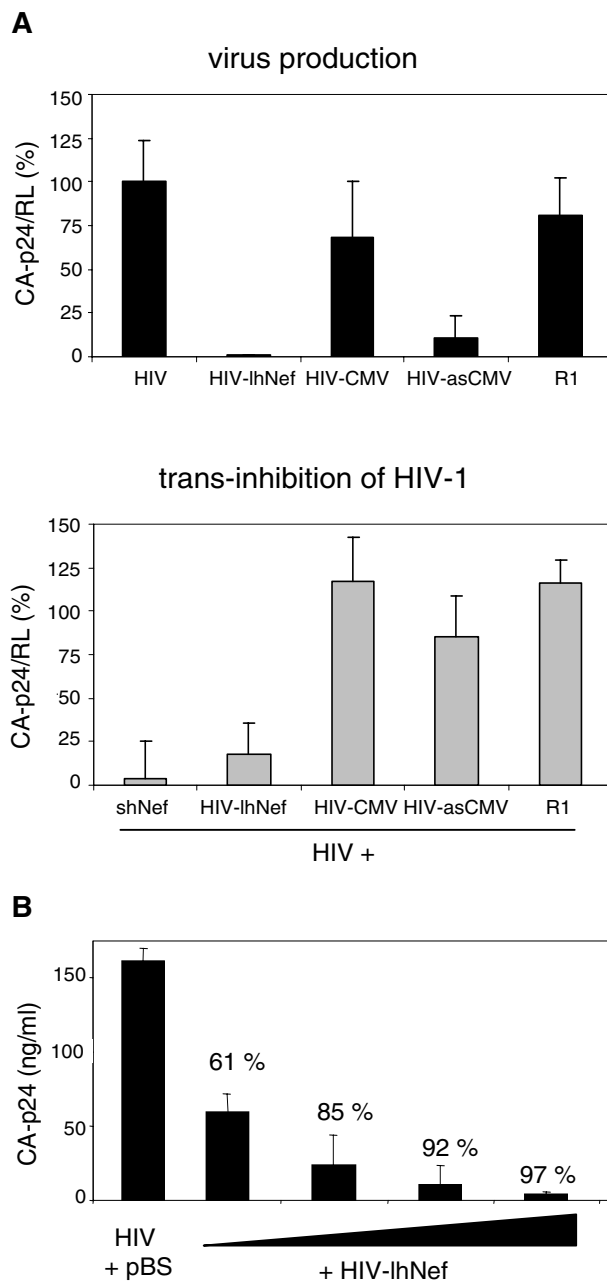 A
virus production
CA-p24/RL (%)
150
125
100
75
50
25
0
HIV HIV-lhNef HIV-CMV HIV-asCMV R1
trans-inhibition of HIV-1
CA-p24/RL (%)
150
125
100
75
50
25
0
shNef HIV-lhNef HIV-CMV HIV-asCMV R1
HIV +
B
CA-p24 (ng/ml)
150
100
50
0
61 %
85 %
92 %
97 %
HIV
+ pBS
+ HIV-lhNef